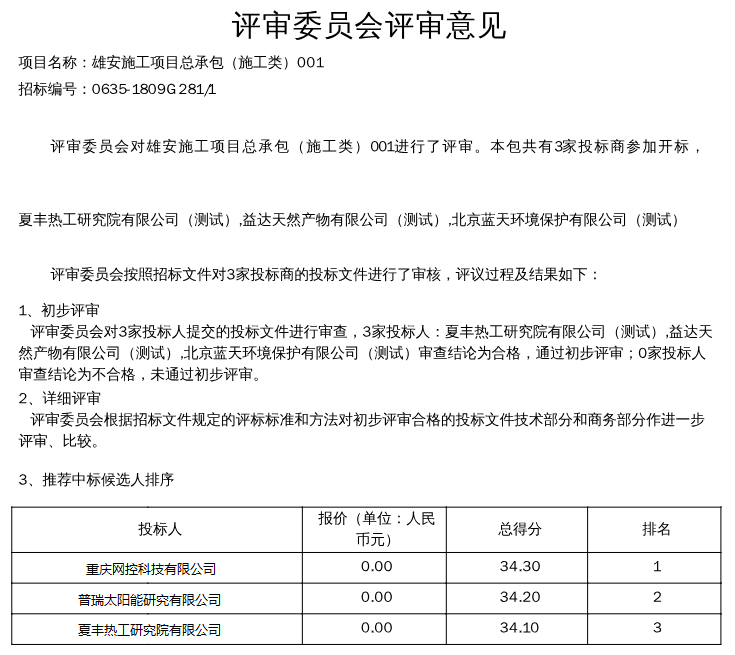 评审委员会评审意见
项目名称：雄安施工项目总承包（施工类）001
招标编号：0635-1809G281/1
评审委员会对雄安施工项目总承包（施工类）001进行了评审。本包共有3家投标商参加开标，
夏丰热工研究院有限公司（测试）,益达天然产物有限公司（测试）,北京蓝天环境保护有限公司（测试）
评审委员会按照招标文件对3家投标商的投标文件进行了审核，评议过程及结果如下：
1、初步评审
评审委员会对3家投标人提交的投标文件进行审查，3家投标人：夏丰热工研究院有限公司（测试）,益达天
然产物有限公司（测试）,北京蓝天环境保护有限公司（测试）审查结论为合格，通过初步评审；0家投标人
审查结论为不合格，未通过初步评审。
2、详细评审
评审委员会根据招标文件规定的评标标准和方法对初步评审合格的投标文件技术部分和商务部分作进一步
评审、比较。
3、推荐中标候选人排序
投标人 报价（单位：人民币元） 总得分 排名
重庆网控科技有限公司 0.00 34.30 1
普瑞太阳能研究有限公司 0.00 34.20 2
夏丰热工研究院有限公司 0.00 34.10 3